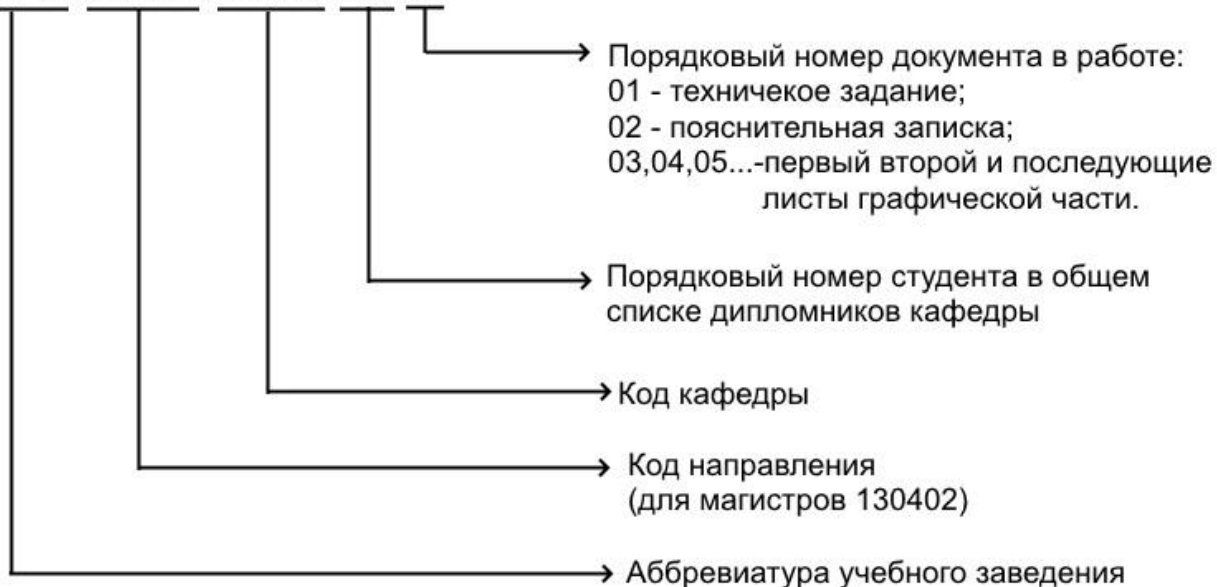 Порядковый номер документа в работе:
01 - техничекое задание;
02 - пояснительная записка;
03,04,05...-первый второй и последующие
листы графической части.
Порядковый номер студента в общем
списке дипломников кафедры
Код кафедры
Код направления
(для магистров 130402)
Аббревиатура учебного заведения